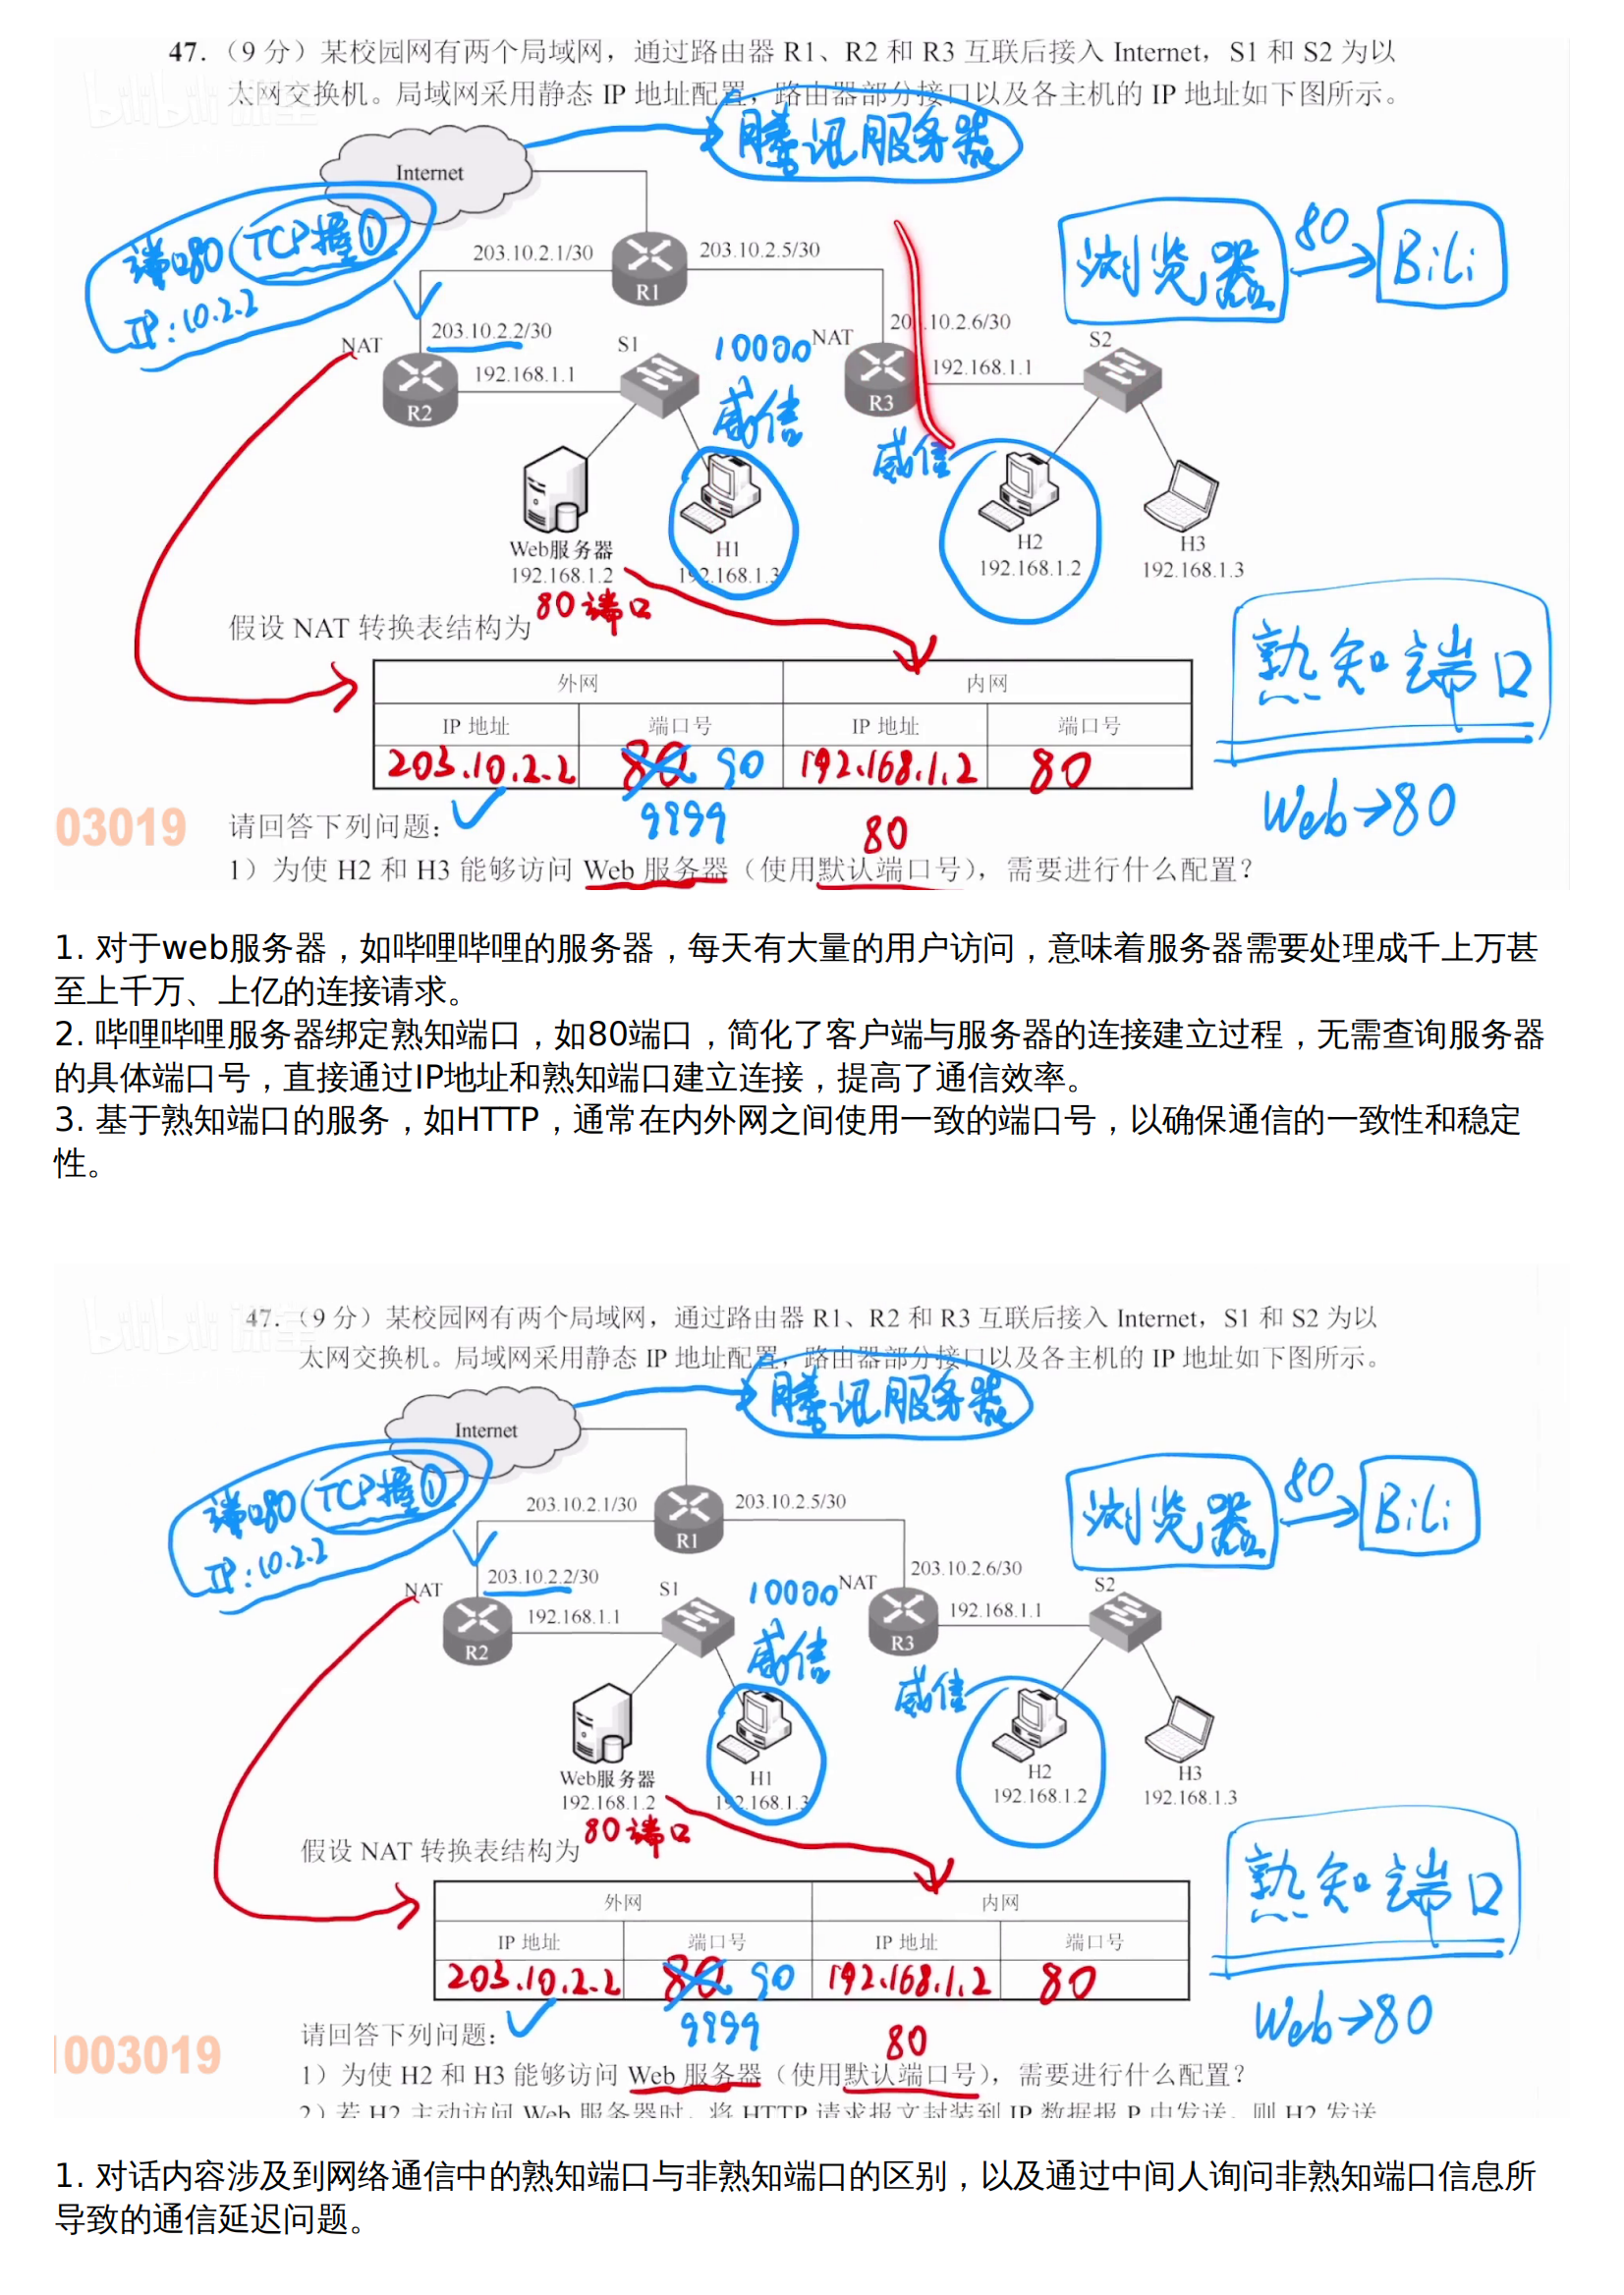 47.（9 分）某校园网有两个局域网，通过路由器 R1、R2 和 R3 互联后接入 Internet，S1 和 S2 为以
太网交换机。局域网采用静态 IP 地址配置，路由器部分接口以及各主机的 IP 地址如下图所示。
bilibili 课堂
腾讯服务器
Internet
端口80 TCP握①
IP:10.2.2
203.10.2.1/30
R1
203.10.2.5/30
浏览器 80 → Bili
NAT
203.10.2.2/30
R2
192.168.1.1
S1
10000
威信
NAT
203.10.2.6/30
R3
192.168.1.1
S2
威信
Web服务器
192.168.1.2
80端口
H1
192.168.1.3
H2
192.168.1.2
H3
192.168.1.3
假设 NAT 转换表结构为
熟知端口
外网 内网
IP 地址 端口号 IP 地址 端口号
203.10.2.2 80 90 192.168.1.2 80
9999
Web→80
03019
请回答下列问题：
80
1）为使 H2 和 H3 能够访问 Web 服务器（使用默认端口号），需要进行什么配置？
1. 对于web服务器，如哔哩哔哩的服务器，每天有大量的用户访问，意味着服务器需要处理成千上万甚
至上千万、上亿的连接请求。
2. 哔哩哔哩服务器绑定熟知端口，如80端口，简化了客户端与服务器的连接建立过程，无需查询服务器
的具体端口号，直接通过IP地址和熟知端口建立连接，提高了通信效率。
3. 基于熟知端口的服务，如HTTP，通常在内外网之间使用一致的端口号，以确保通信的一致性和稳定
性。
bilibili 课堂
47.（9 分）某校园网有两个局域网，通过路由器 R1、R2 和 R3 互联后接入 Internet，S1 和 S2 为以
太网交换机。局域网采用静态 IP 地址配置，路由器部分接口以及各主机的 IP 地址如下图所示。
腾讯服务器
Internet
端口80 TCP握①
IP:10.2.2
203.10.2.1/30
R1
203.10.2.5/30
浏览器 80 → Bili
NAT
203.10.2.2/30
R2
192.168.1.1
S1
10000
威信
NAT
203.10.2.6/30
R3
192.168.1.1
S2
威信
Web服务器
192.168.1.2
80端口
H1
192.168.1.3
H2
192.168.1.2
H3
192.168.1.3
假设 NAT 转换表结构为
熟知端口
外网 内网
IP 地址 端口号 IP 地址 端口号
203.10.2.2 80 90 192.168.1.2 80
9999
Web→80
1003019
请回答下列问题：
80
1）为使 H2 和 H3 能够访问 Web 服务器（使用默认端口号），需要进行什么配置？
2）若 H2 主动访问 Web 服务器时，将 HTTP 请求报文封装到 IP 数据报 P 中发送，则 H2 发送
1. 对话内容涉及到网络通信中的熟知端口与非熟知端口的区别，以及通过中间人询问非熟知端口信息所
导致的通信延迟问题。